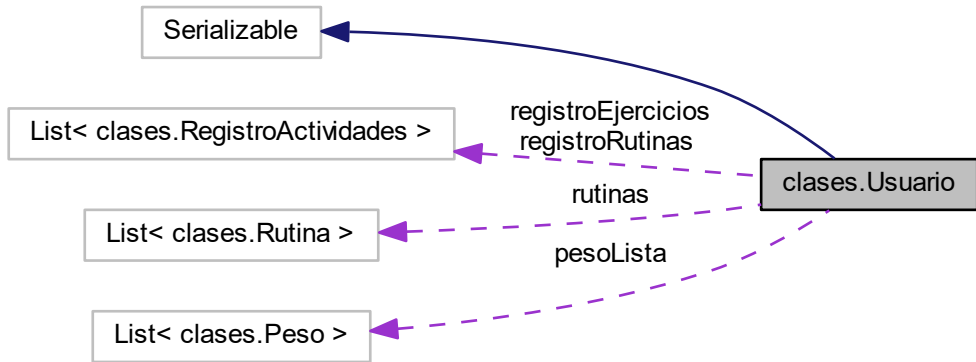 Serializable
List< clases.RegistroActividades >
registroEjercicios
registroRutinas
clases.Usuario
rutinas
List< clases.Rutina >
pesoLista
List< clases.Peso >